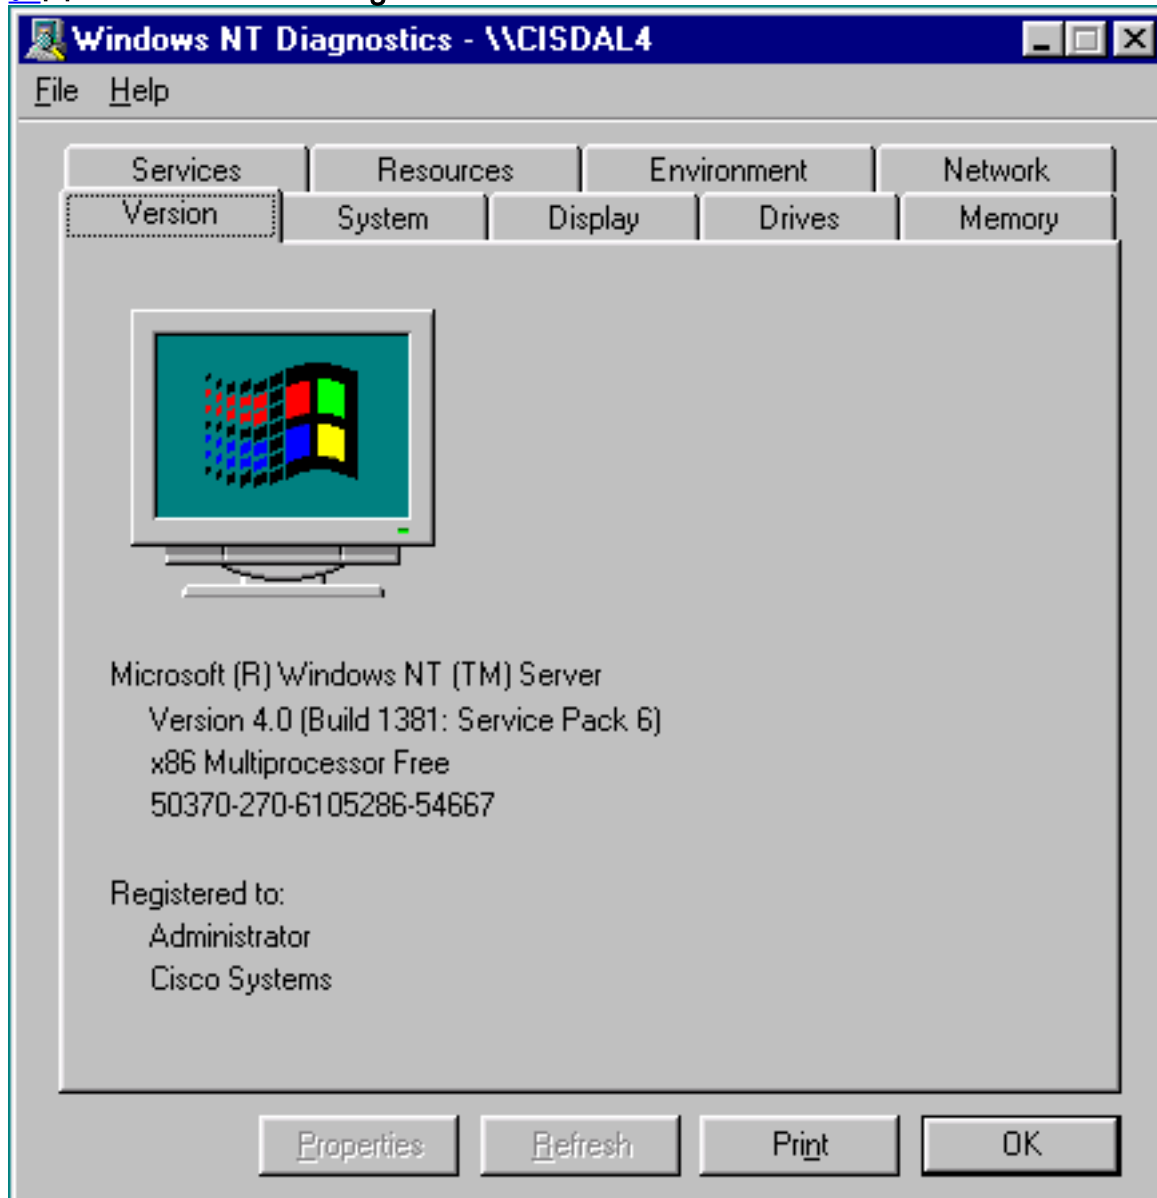 Windows NT Diagnostics - \\CISDAL4
File Help
Services Resources Environment Network
Version System Display Drives Memory
Microsoft (R) Windows NT (TM) Server
Version 4.0 (Build 1381: Service Pack 6)
x86 Multiprocessor Free
50370-270-6105286-54667
Registered to:
Administrator
Cisco Systems
Properties Refresh Print OK